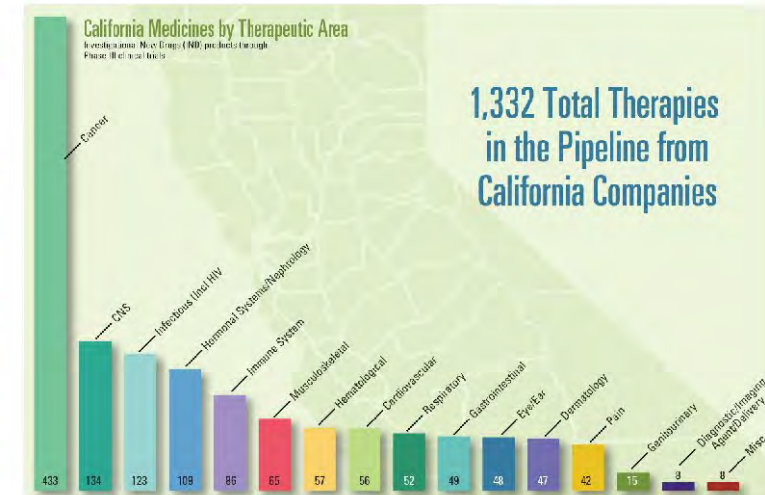 California Medicines by Therapeutic Area
Investigational New Drugs (IND) products through
Phase III clinical trials
1,332 Total Therapies
in the Pipeline from
California Companies
Cancer
CNS
Infectious (Incl HIV
Hormonal Systems/Nephrology
Immune System
Musculoskeletal
Hematological
Cardiovascular
Respiratory
Gastrointestinal
Eye/Ear
Dermatology
Pain
Genitourinary
Diagnostic/Imaging
Agent/Delivery
Misc
433 134 123 109 86 65 57 56 52 49 48 47 42 15 8 8